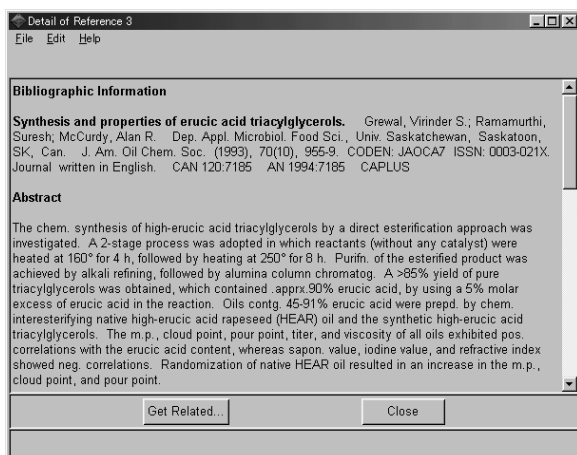 Detail of Reference 3
File Edit Help
Bibliographic Information
Synthesis and properties of erucic acid triacylglycerols. Grewal, Virinder S.; Ramamurthi,
Suresh; McCurdy, Alan R. Dep. Appl. Microbiol. Food Sci., Univ. Saskatchewan, Saskatoon,
SK, Can. J. Am. Oil Chem. Soc. (1993), 70(10), 955-9. CODEN: JAOCA7 ISSN: 0003-021X.
Journal written in English. CAN 120:7185 AN 1994:7185 CAPLUS
Abstract
The chem. synthesis of high-erucic acid triacylglycerols by a direct esterification approach was
investigated. A 2-stage process was adopted in which reactants (without any catalyst) were
heated at 160° for 4 h, followed by heating at 250° for 8 h. Purifn. of the esterified product was
achieved by alkali refining, followed by alumina column chromatog. A >85% yield of pure
triacylglycerols was obtained, which contained .apprx.90% erucic acid, by using a 5% molar
excess of erucic acid in the reaction. Oils contg. 45-91% erucic acid were prepd. by chem.
interesterifying native high-erucic acid rapeseed (HEAR) oil and the synthetic high-erucic acid
triacylglycerols. The m.p., cloud point, pour point, titer, and viscosity of all oils exhibited pos.
correlations with the erucic acid content, whereas sapon. value, iodine value, and refractive index
showed neg. correlations. Randomization of native HEAR oil resulted in an increase in the m.p.,
cloud point, and pour point.
Get Related... Close